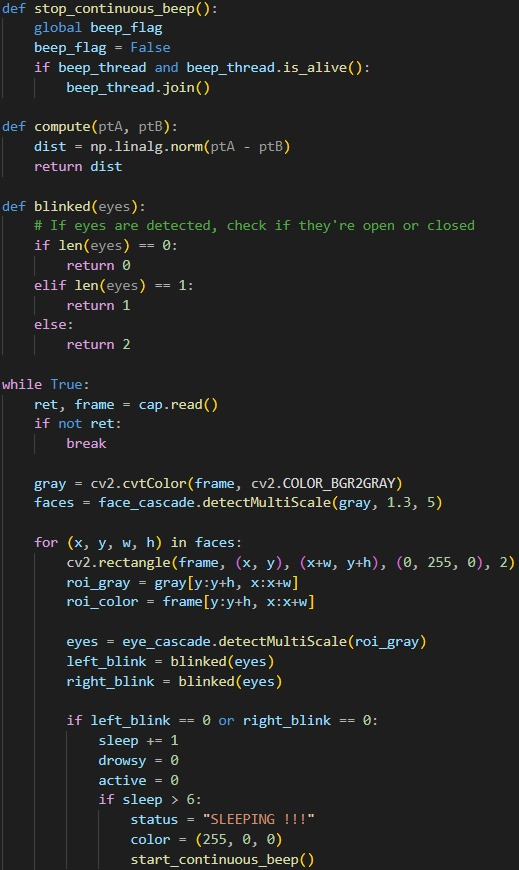 def stop_continuous_beep():
    global beep_flag
    beep_flag = False
    if beep_thread and beep_thread.is_alive():
        beep_thread.join()

def compute(ptA, ptB):
    dist = np.linalg.norm(ptA - ptB)
    return dist

def blinked(eyes):
    # If eyes are detected, check if they're open or closed
    if len(eyes) == 0:
        return 0
    elif len(eyes) == 1:
        return 1
    else:
        return 2

while True:
    ret, frame = cap.read()
    if not ret:
        break

    gray = cv2.cvtColor(frame, cv2.COLOR_BGR2GRAY)
    faces = face_cascade.detectMultiScale(gray, 1.3, 5)

    for (x, y, w, h) in faces:
        cv2.rectangle(frame, (x, y), (x+w, y+h), (0, 255, 0), 2)
        roi_gray = gray[y:y+h, x:x+w]
        roi_color = frame[y:y+h, x:x+w]

        eyes = eye_cascade.detectMultiScale(roi_gray)
        left_blink = blinked(eyes)
        right_blink = blinked(eyes)

        if left_blink == 0 or right_blink == 0:
            sleep += 1
            drowsy = 0
            active = 0
            if sleep > 6:
                status = "SLEEPING !!!"
                color = (255, 0, 0)
                start_continuous_beep()